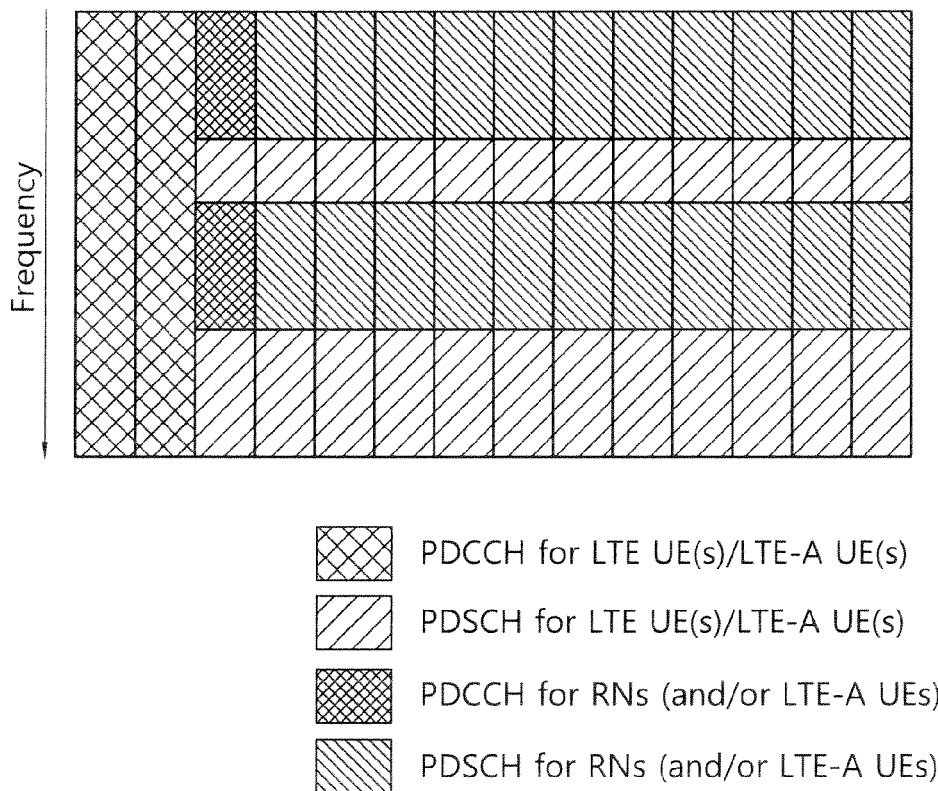 Frequency
PDCCH for LTE UE(s)/LTE-A UE(s)
PDSCH for LTE UE(s)/LTE-A UE(s)
PDCCH for RNs (and/or LTE-A UEs)
PDSCH for RNs (and/or LTE-A UEs)